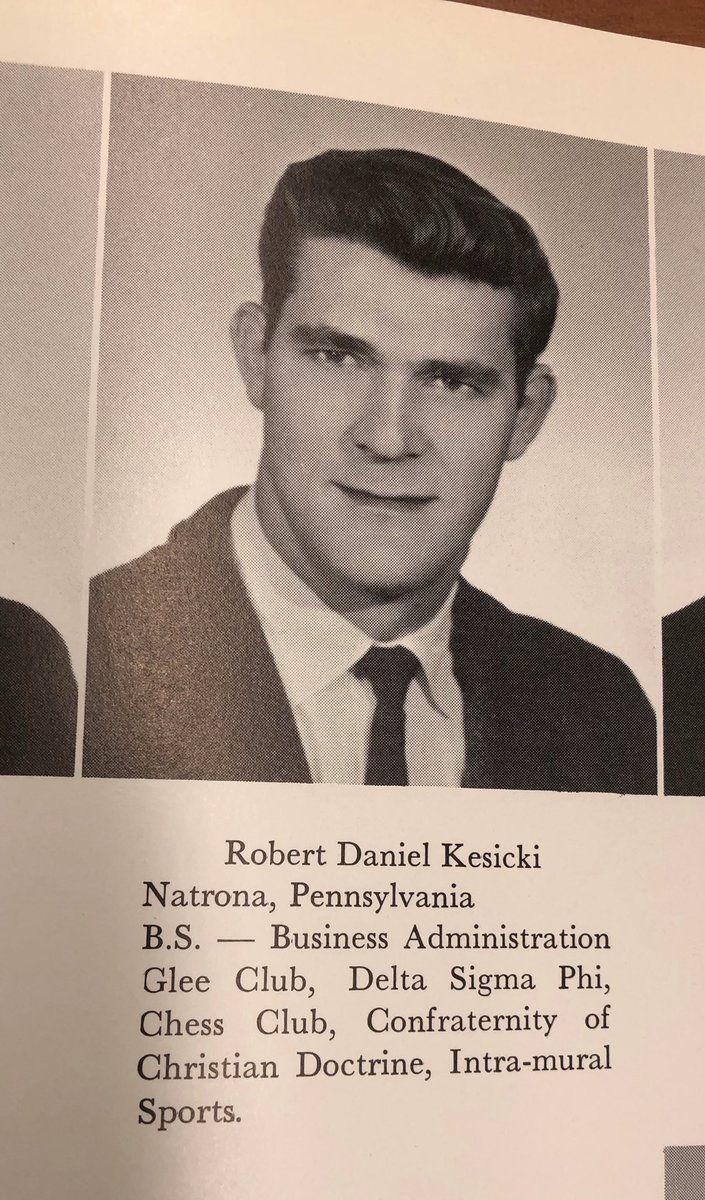 Robert Daniel Kesicki
Natrona, Pennsylvania
B.S. — Business Administration
Glee Club, Delta Sigma Phi,
Chess Club, Confraternity of
Christian Doctrine, Intra-mural
Sports.